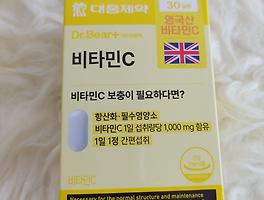 대웅제약
30
Dr.Bear+
영국산
비타민C
비타민C
비타민C 보충이 필요하다면?
항산화·필수영양소
비타민C 1일 섭취량당 1,000 mg 함유
1일 1정 간편섭취
비타민C
Necessary for the normal structure and maintenance